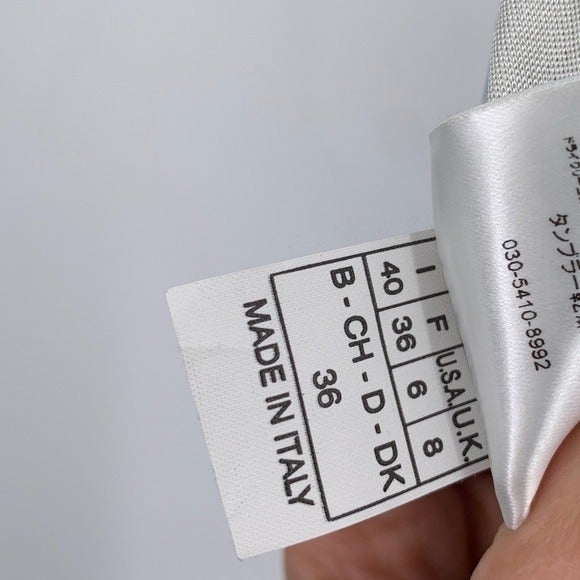 I F U.S.A U.K.
40 36 6 8
B - CH - D - DK
36
MADE IN ITALY
030-5410-8992